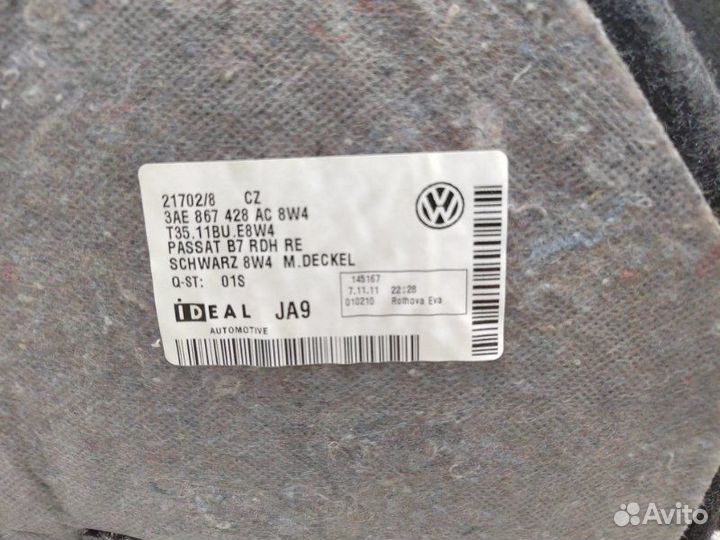 21702/8 CZ
3AE 867 428 AC 8W4
T35.11BU.E8W4
PASSAT B7 RDH RE
SCHWARZ 8W4 M.DECKEL
Q-ST: 01S
145167
7.11.11 22:28
010210 Rothova Eva
iDEAL JA9
AUTOMOTIVE
Avito